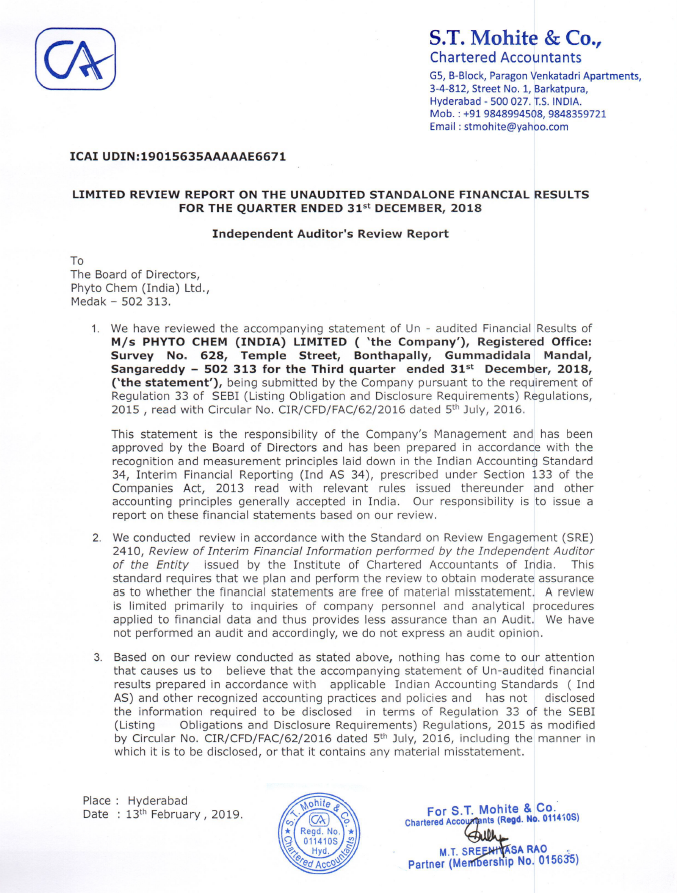 CA
S.T. Mohite & Co.,
Chartered Accountants
G5, B-Block, Paragon Venkatadri Apartments,
3-4-812, Street No. 1, Barkatpura,
Hyderabad - 500 027. T.S. INDIA.
Mob. : +91 9848994508, 9848359721
Email : stmohite@yahoo.com
ICAI UDIN:19015635AAAAAE6671
LIMITED REVIEW REPORT ON THE UNAUDITED STANDALONE FINANCIAL RESULTS
FOR THE QUARTER ENDED 31st DECEMBER, 2018
Independent Auditor's Review Report
To
The Board of Directors,
Phyto Chem (India) Ltd.,
Medak – 502 313.
1. We have reviewed the accompanying statement of Un - audited Financial Results of
M/s PHYTO CHEM (INDIA) LIMITED ( 'the Company'), Registered Office:
Survey No. 628, Temple Street, Bonthapally, Gummadidala Mandal,
Sangareddy – 502 313 for the Third quarter ended 31st December, 2018,
('the statement'), being submitted by the Company pursuant to the requirement of
Regulation 33 of SEBI (Listing Obligation and Disclosure Requirements) Regulations,
2015 , read with Circular No. CIR/CFD/FAC/62/2016 dated 5th July, 2016.
This statement is the responsibility of the Company's Management and has been
approved by the Board of Directors and has been prepared in accordance with the
recognition and measurement principles laid down in the Indian Accounting Standard
34, Interim Financial Reporting (Ind AS 34), prescribed under Section 133 of the
Companies Act, 2013 read with relevant rules issued thereunder and other
accounting principles generally accepted in India. Our responsibility is to issue a
report on these financial statements based on our review.
2. We conducted review in accordance with the Standard on Review Engagement (SRE)
2410, Review of Interim Financial Information performed by the Independent Auditor
of the Entity issued by the Institute of Chartered Accountants of India. This
standard requires that we plan and perform the review to obtain moderate assurance
as to whether the financial statements are free of material misstatement. A review
is limited primarily to inquiries of company personnel and analytical procedures
applied to financial data and thus provides less assurance than an Audit. We have
not performed an audit and accordingly, we do not express an audit opinion.
3. Based on our review conducted as stated above, nothing has come to our attention
that causes us to believe that the accompanying statement of Un-audited financial
results prepared in accordance with applicable Indian Accounting Standards ( Ind
AS) and other recognized accounting practices and policies and has not disclosed
the information required to be disclosed in terms of Regulation 33 of the SEBI
(Listing Obligations and Disclosure Requirements) Regulations, 2015 as modified
by Circular No. CIR/CFD/FAC/62/2016 dated 5th July, 2016, including the manner in
which it is to be disclosed, or that it contains any material misstatement.
Place : Hyderabad
Date : 13th February , 2019.
S.T. Mohite & Co.
CA
Regd. No.
011410S
Hyd.
Chartered Accountants
For S.T. Mohite & Co.
Chartered Accountants (Regd. No. 011410S)
M.T. SREENIVASA RAO
Partner (Membership No. 015635)